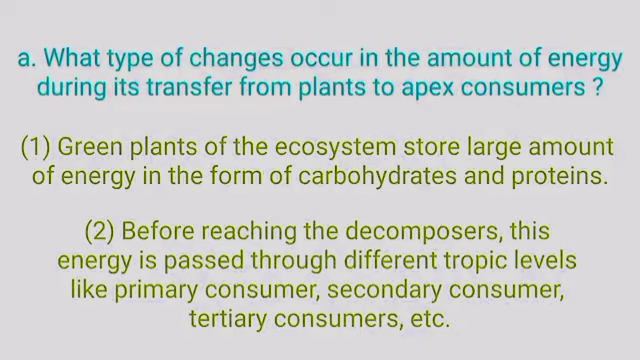 a. What type of changes occur in the amount of energy
during its transfer from plants to apex consumers ?
(1) Green plants of the ecosystem store large amount
of energy in the form of carbohydrates and proteins.
(2) Before reaching the decomposers, this
energy is passed through different tropic levels
like primary consumer, secondary consumer,
tertiary consumers, etc.